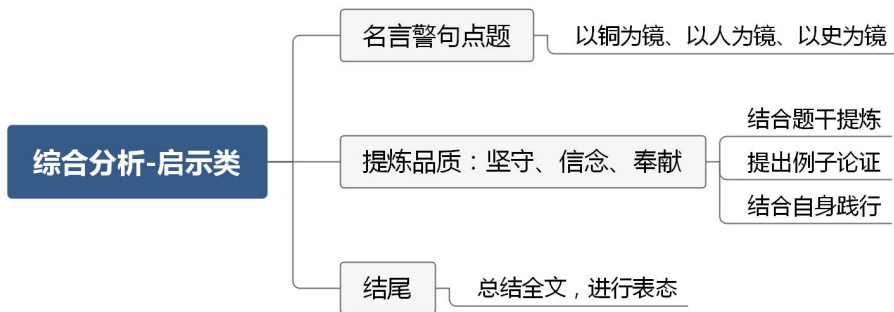 综合分析-启示类
名言警句点题
以铜为镜、以人为镜、以史为镜
提炼品质：坚守、信念、奉献
结合题干提炼
提出例子论证
结合自身践行
结尾
总结全文，进行表态